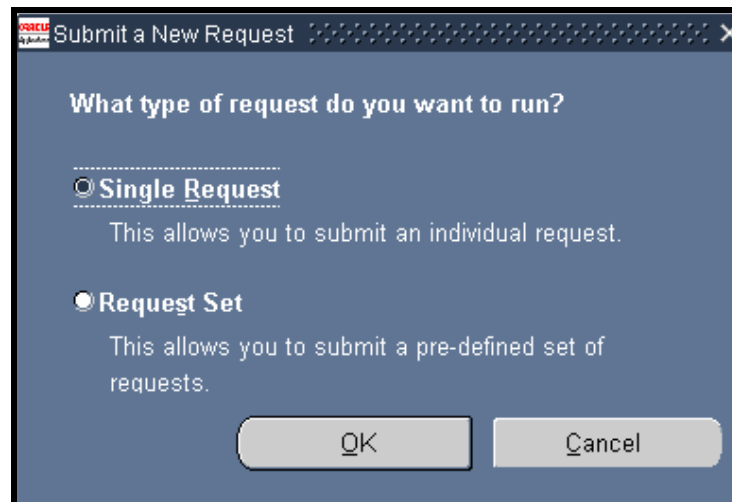 ORACLE
Submit a New Request
What type of request do you want to run?
Single Request
This allows you to submit an individual request.
Request Set
This allows you to submit a pre-defined set of
requests.
OK
Cancel